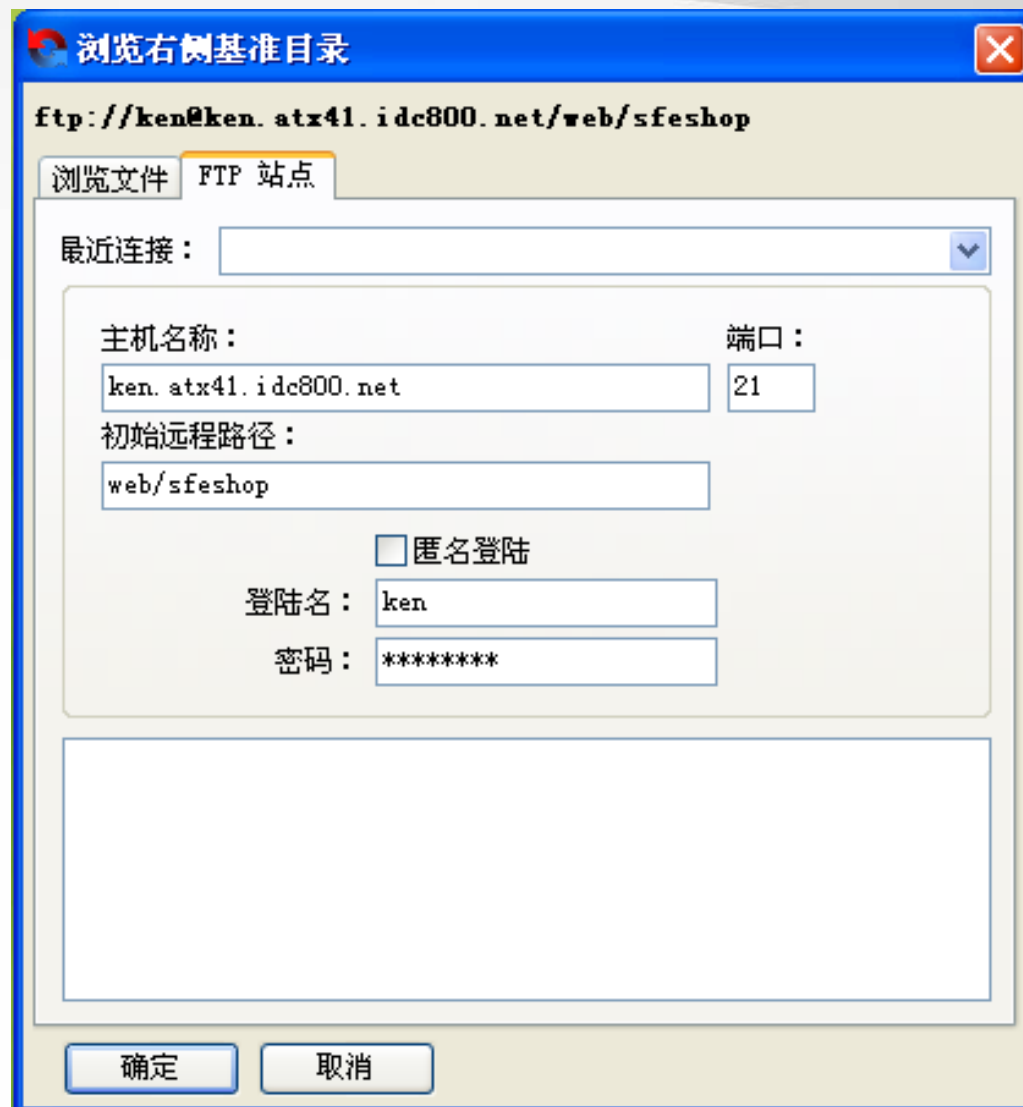 浏览右侧基准目录
ftp://ken@ken.atx41.idc800.net/web/sfeshop
浏览文件 FTP 站点
最近连接：
主机名称： 端口：
ken.atx41.idc800.net 21
初始远程路径：
web/sfeshop
匿名登陆
登陆名： ken
密码： ********
确定 取消